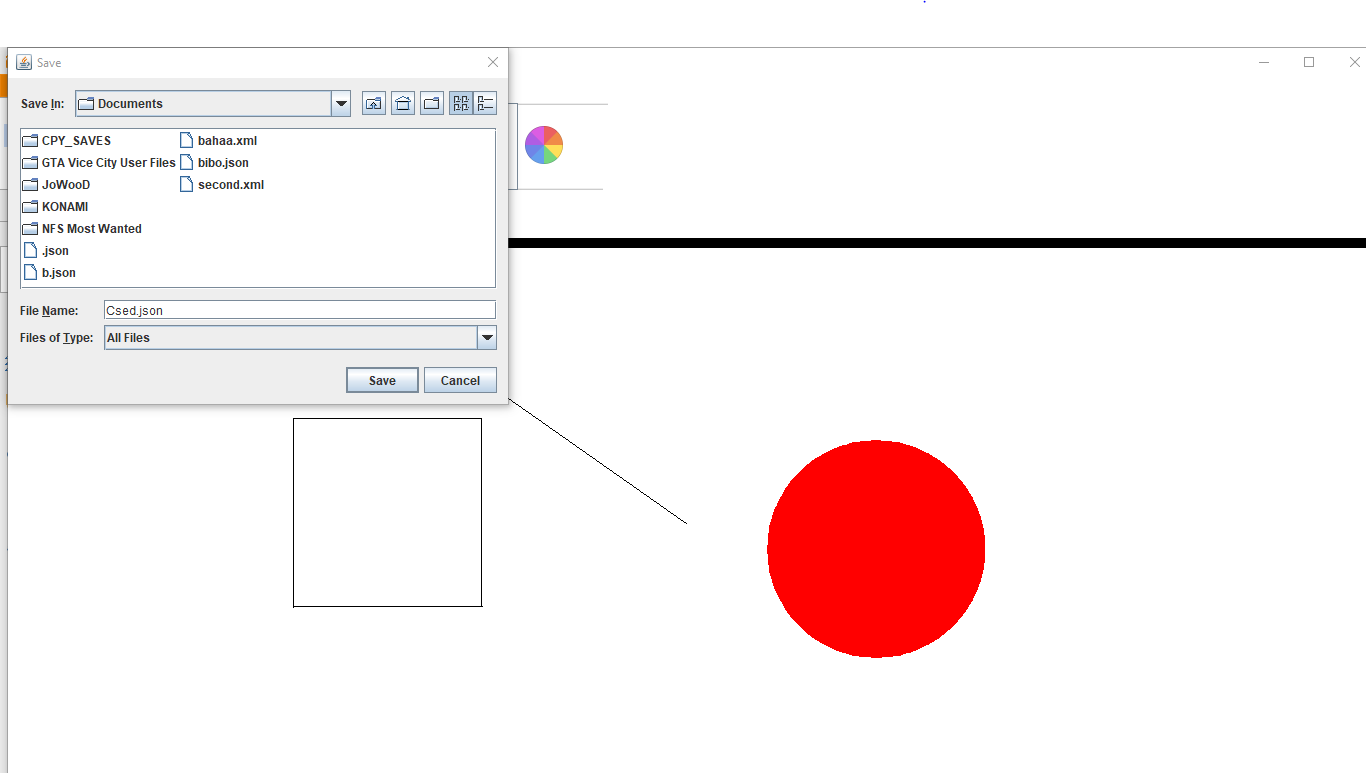 Save
Save In: Documents
CPY_SAVES
GTA Vice City User Files
JoWooD
KONAMI
NFS Most Wanted
.json
b.json
bahaa.xml
bibo.json
second.xml
File Name: Csed.json
Files of Type: All Files
Save Cancel